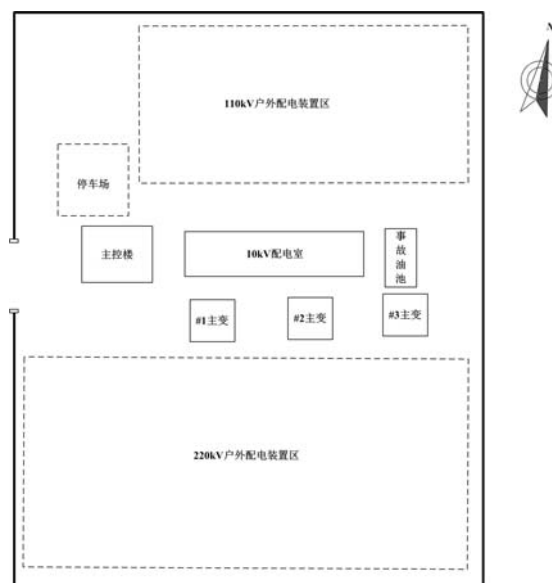 N
110kV户外配电装置区
停车场
主控楼
10kV配电室
事故油池
#1主变
#2主变
#3主变
220kV户外配电装置区